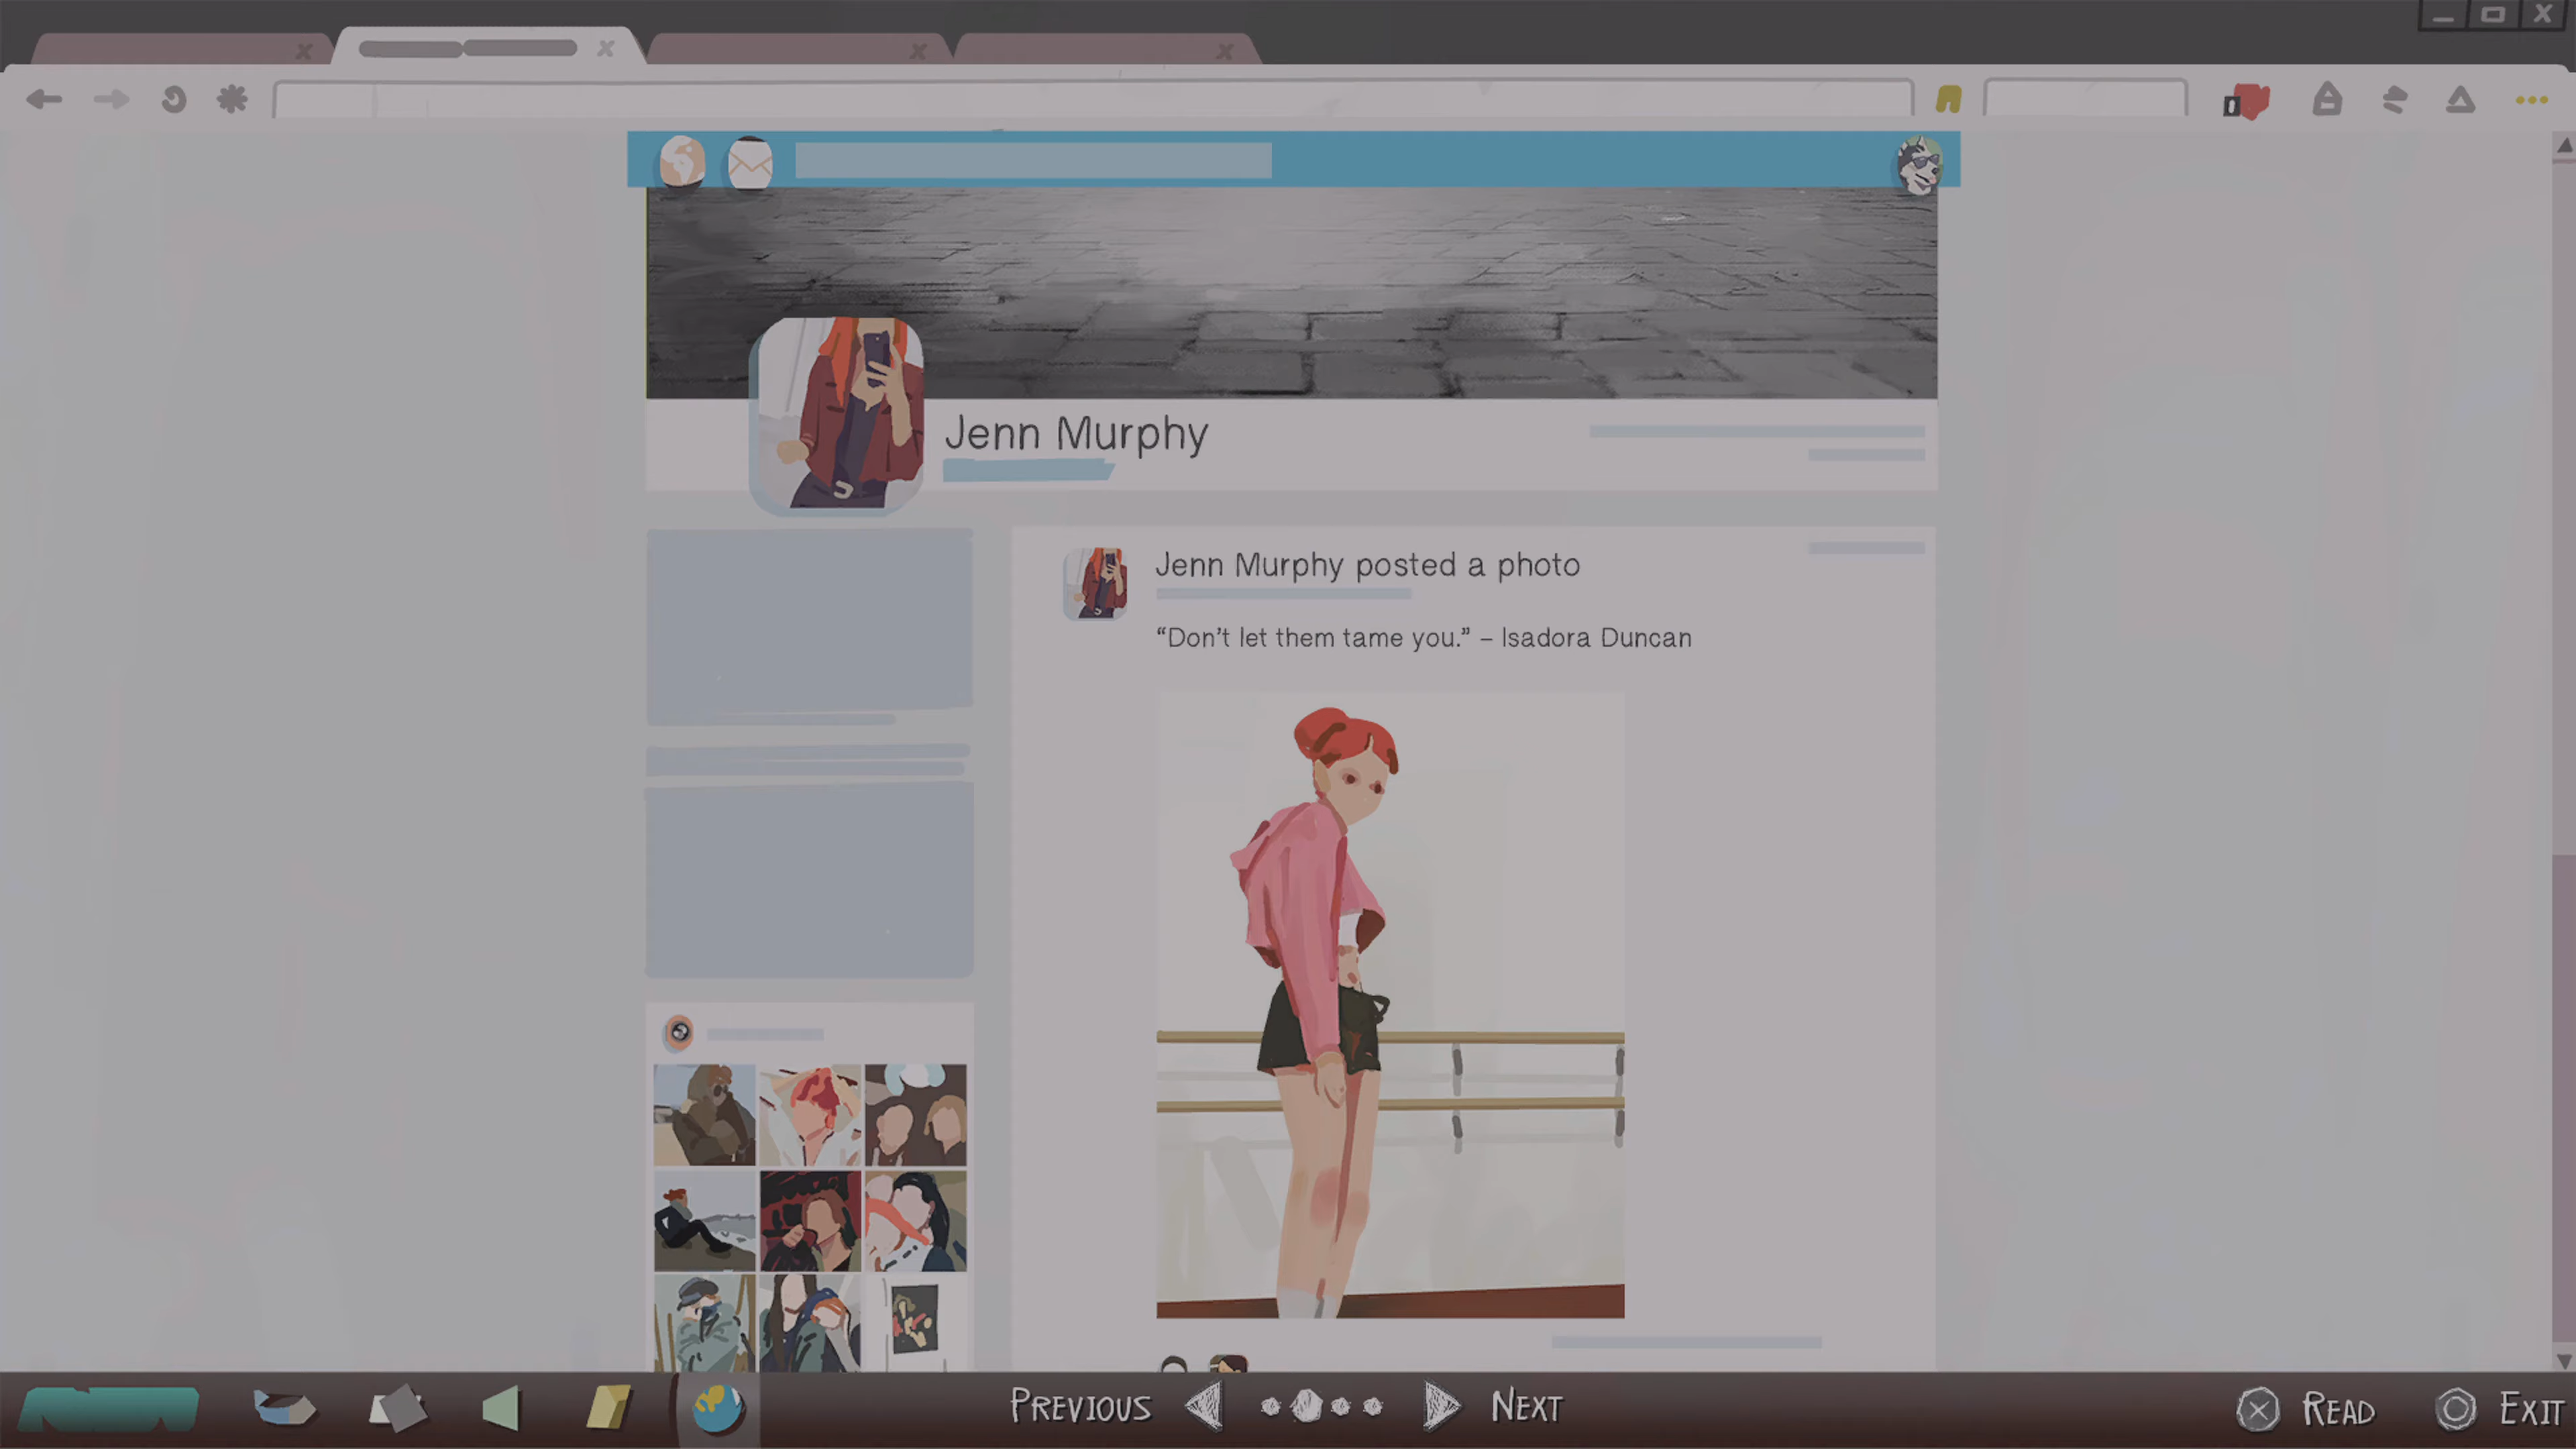 Jenn Murphy
Jenn Murphy posted a photo
“Don’t let them tame you.” – Isadora Duncan
PREVIOUS NEXT READ EXIT